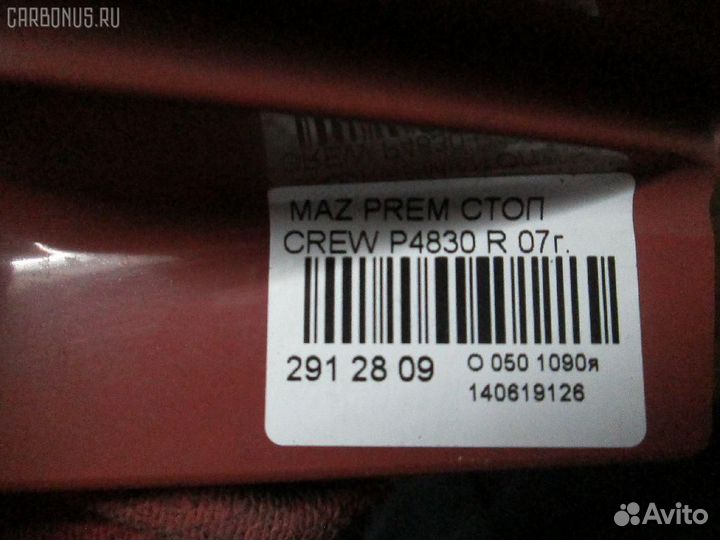 CARBONUS.RU
MAZ PREM СТОП
CREW P4830 R 07г.
291 28 09
О 050 1090я
140619126
Avito